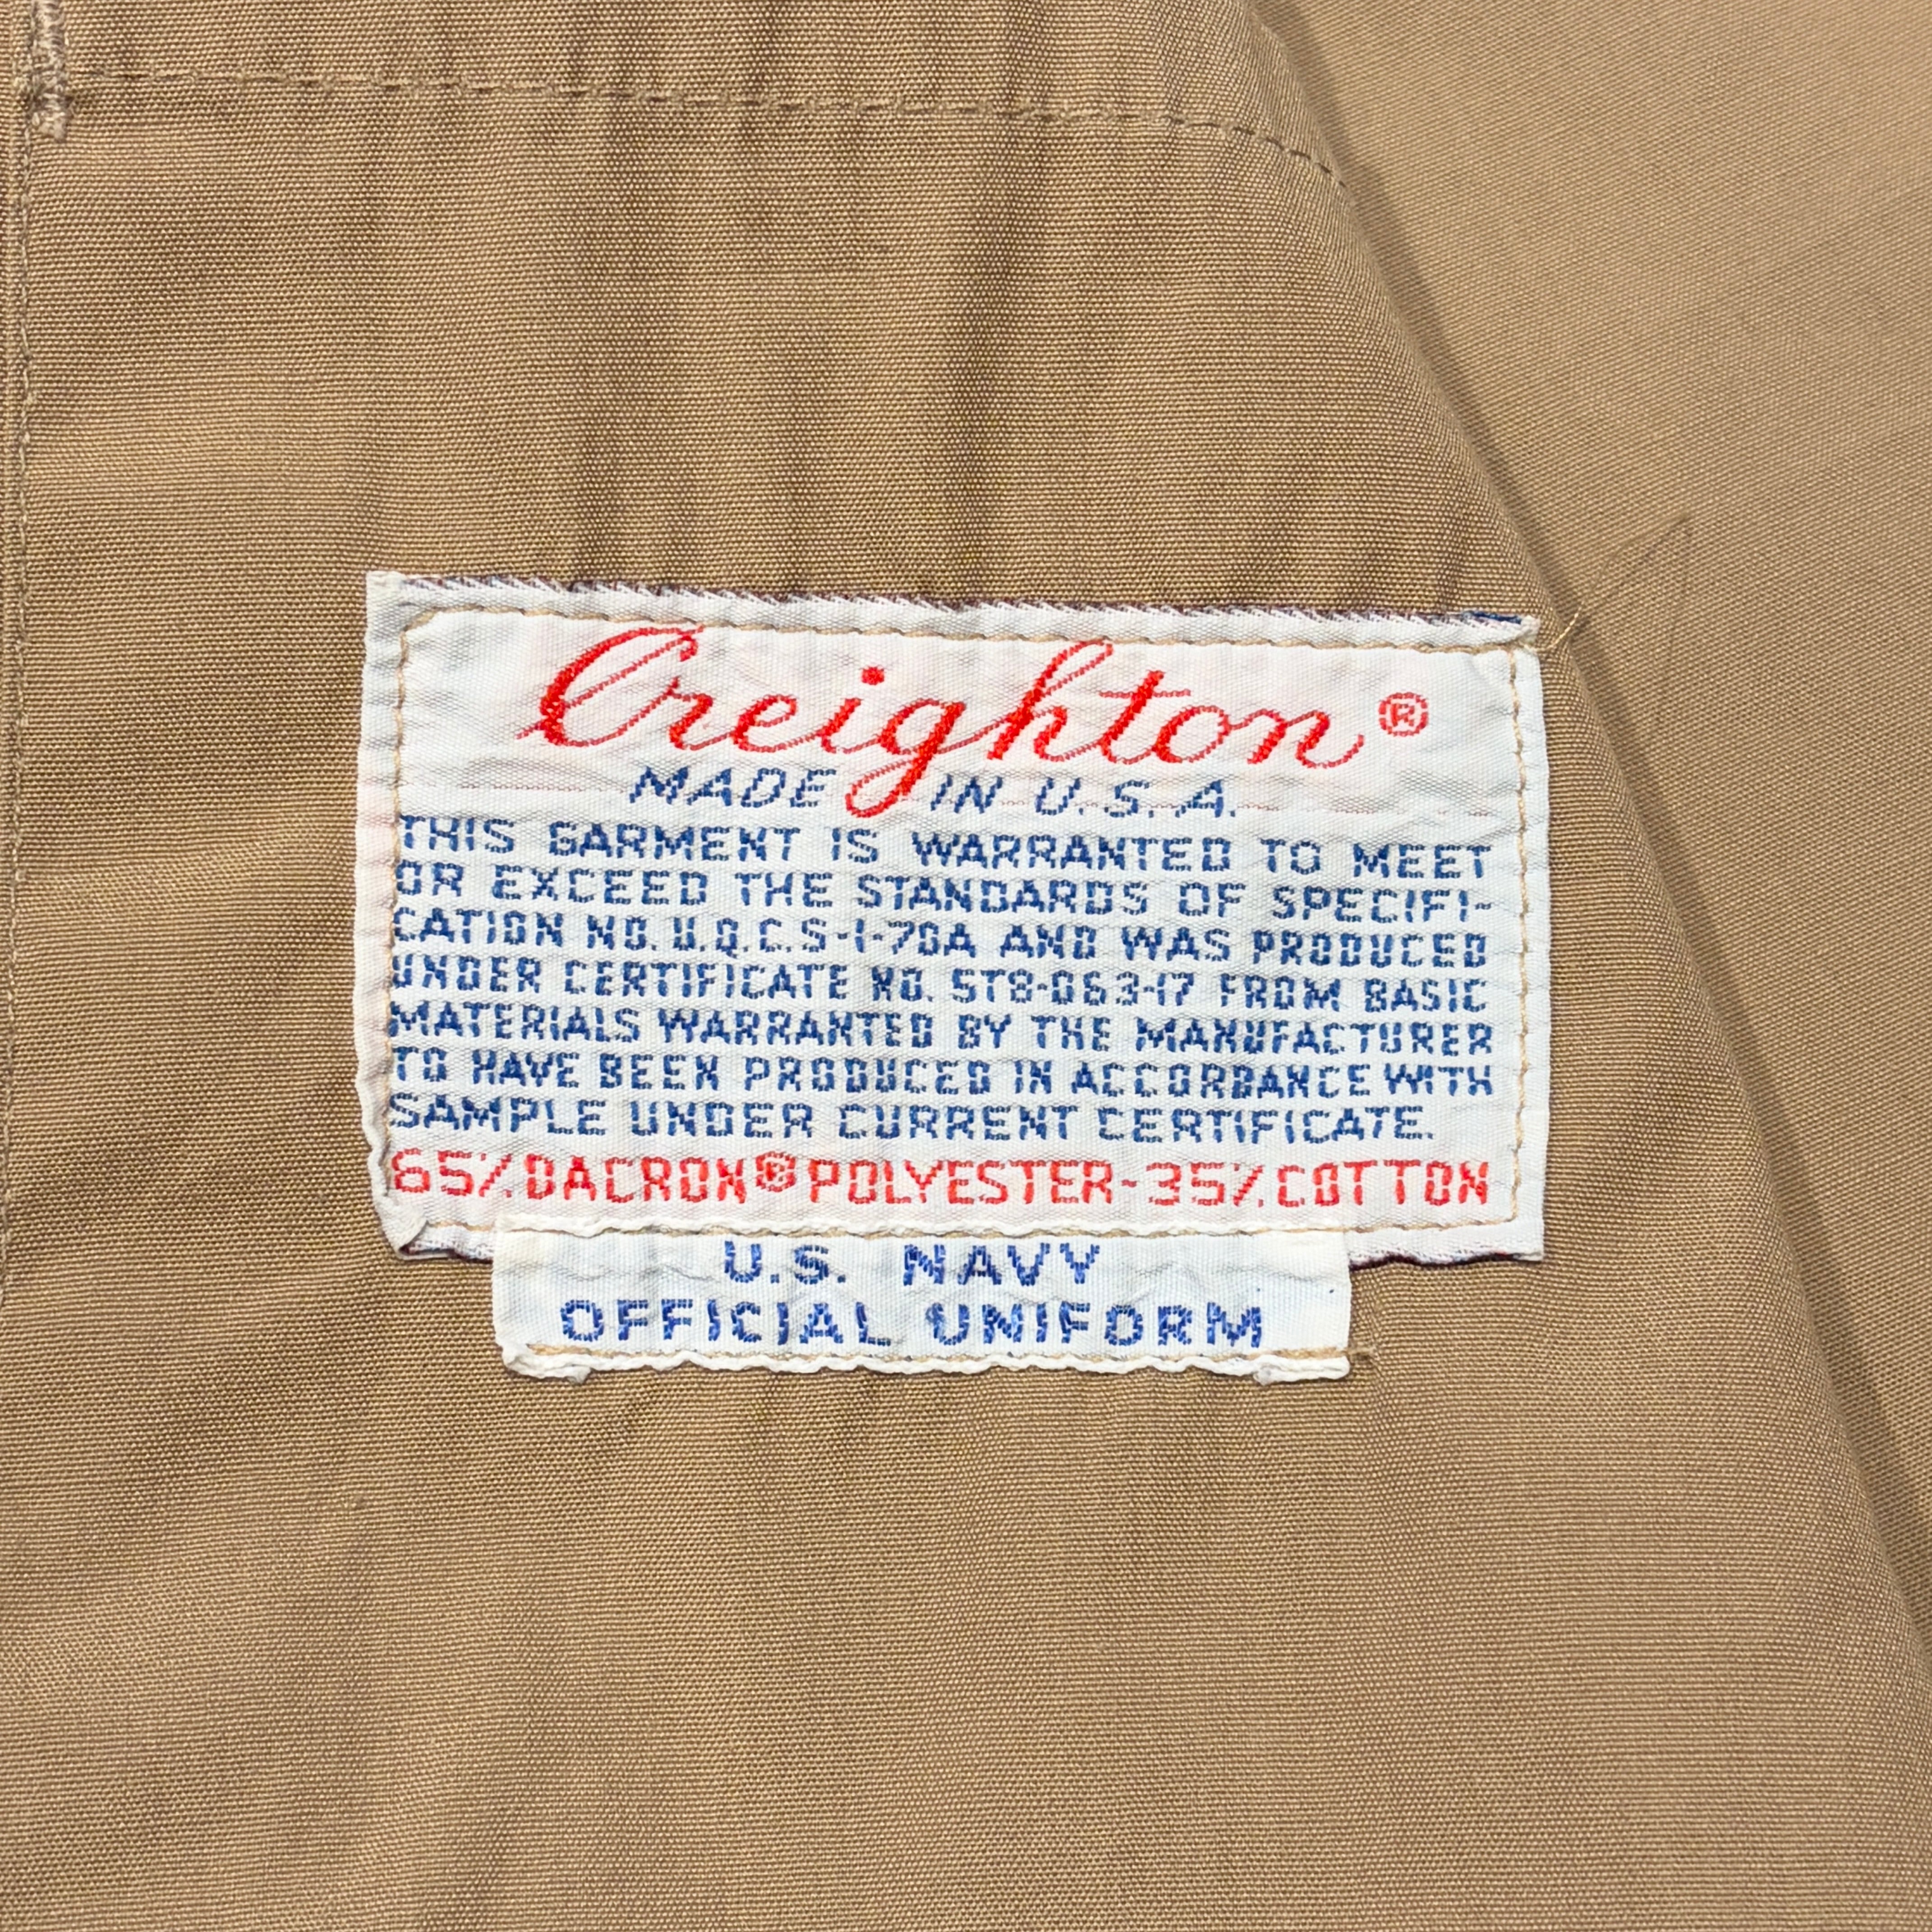 Creighton®
MADE IN U.S.A.
THIS GARMENT IS WARRANTED TO MEET
OR EXCEED THE STANDARDS OF SPECIFI-
CATION NO. U.Q.C.S-1-70A AND WAS PRODUCED
UNDER CERTIFICATE NO. ST8-063-17 FROM BASIC
MATERIALS WARRANTED BY THE MANUFACTURER
TO HAVE BEEN PRODUCED IN ACCORDANCE WITH
SAMPLE UNDER CURRENT CERTIFICATE.
65% DACRON® POLYESTER-35% COTTON
U.S. NAVY
OFFICIAL UNIFORM